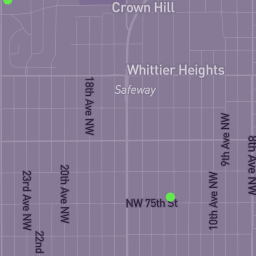 Crown Hill
Whittier Heights
Safeway
18th Ave NW
9th Ave NW
8th Ave NW
20th Ave NW
23rd Ave NW
10th Ave NW
NW 75th St
22nd